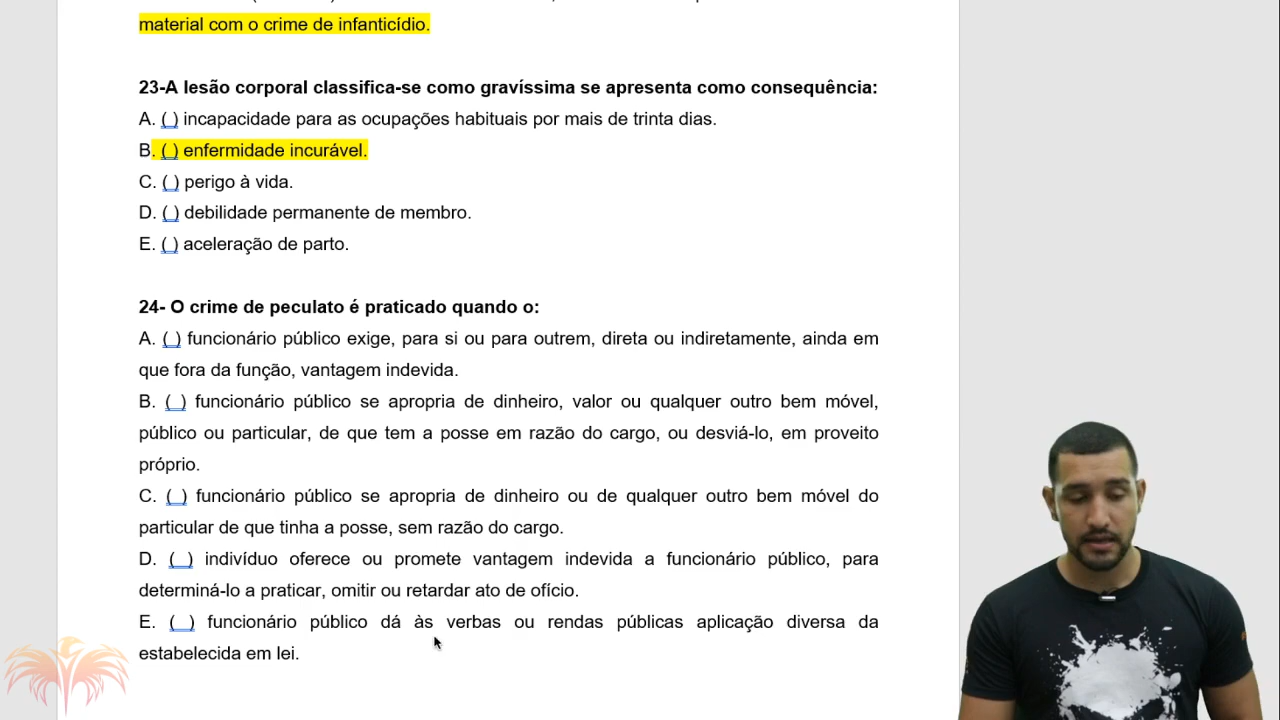 material com o crime de infanticídio.
23-A lesão corporal classifica-se como gravíssima se apresenta como consequência:
A. ( ) incapacidade para as ocupações habituais por mais de trinta dias.
B. ( ) enfermidade incurável.
C. ( ) perigo à vida.
D. ( ) debilidade permanente de membro.
E. ( ) aceleração de parto.
24- O crime de peculato é praticado quando o:
A. ( ) funcionário público exige, para si ou para outrem, direta ou indiretamente, ainda em
que fora da função, vantagem indevida.
B. ( ) funcionário público se apropria de dinheiro, valor ou qualquer outro bem móvel,
público ou particular, de que tem a posse em razão do cargo, ou desviá-lo, em proveito
próprio.
C. ( ) funcionário público se apropria de dinheiro ou de qualquer outro bem móvel do
particular de que tinha a posse, sem razão do cargo.
D. ( ) indivíduo oferece ou promete vantagem indevida a funcionário público, para
determiná-lo a praticar, omitir ou retardar ato de ofício.
E. ( ) funcionário público dá às verbas ou rendas públicas aplicação diversa da
estabelecida em lei.